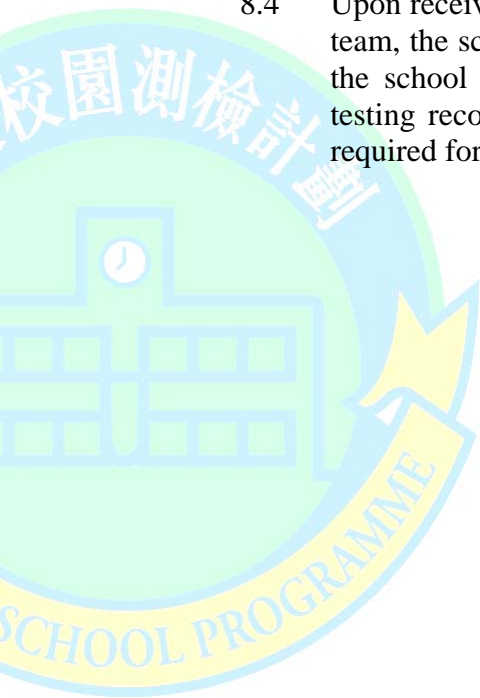 8.4 Upon receiv
team, the sc
the school
testing reco
required for
校園測檢計劃
SCHOOL PROGRAMME